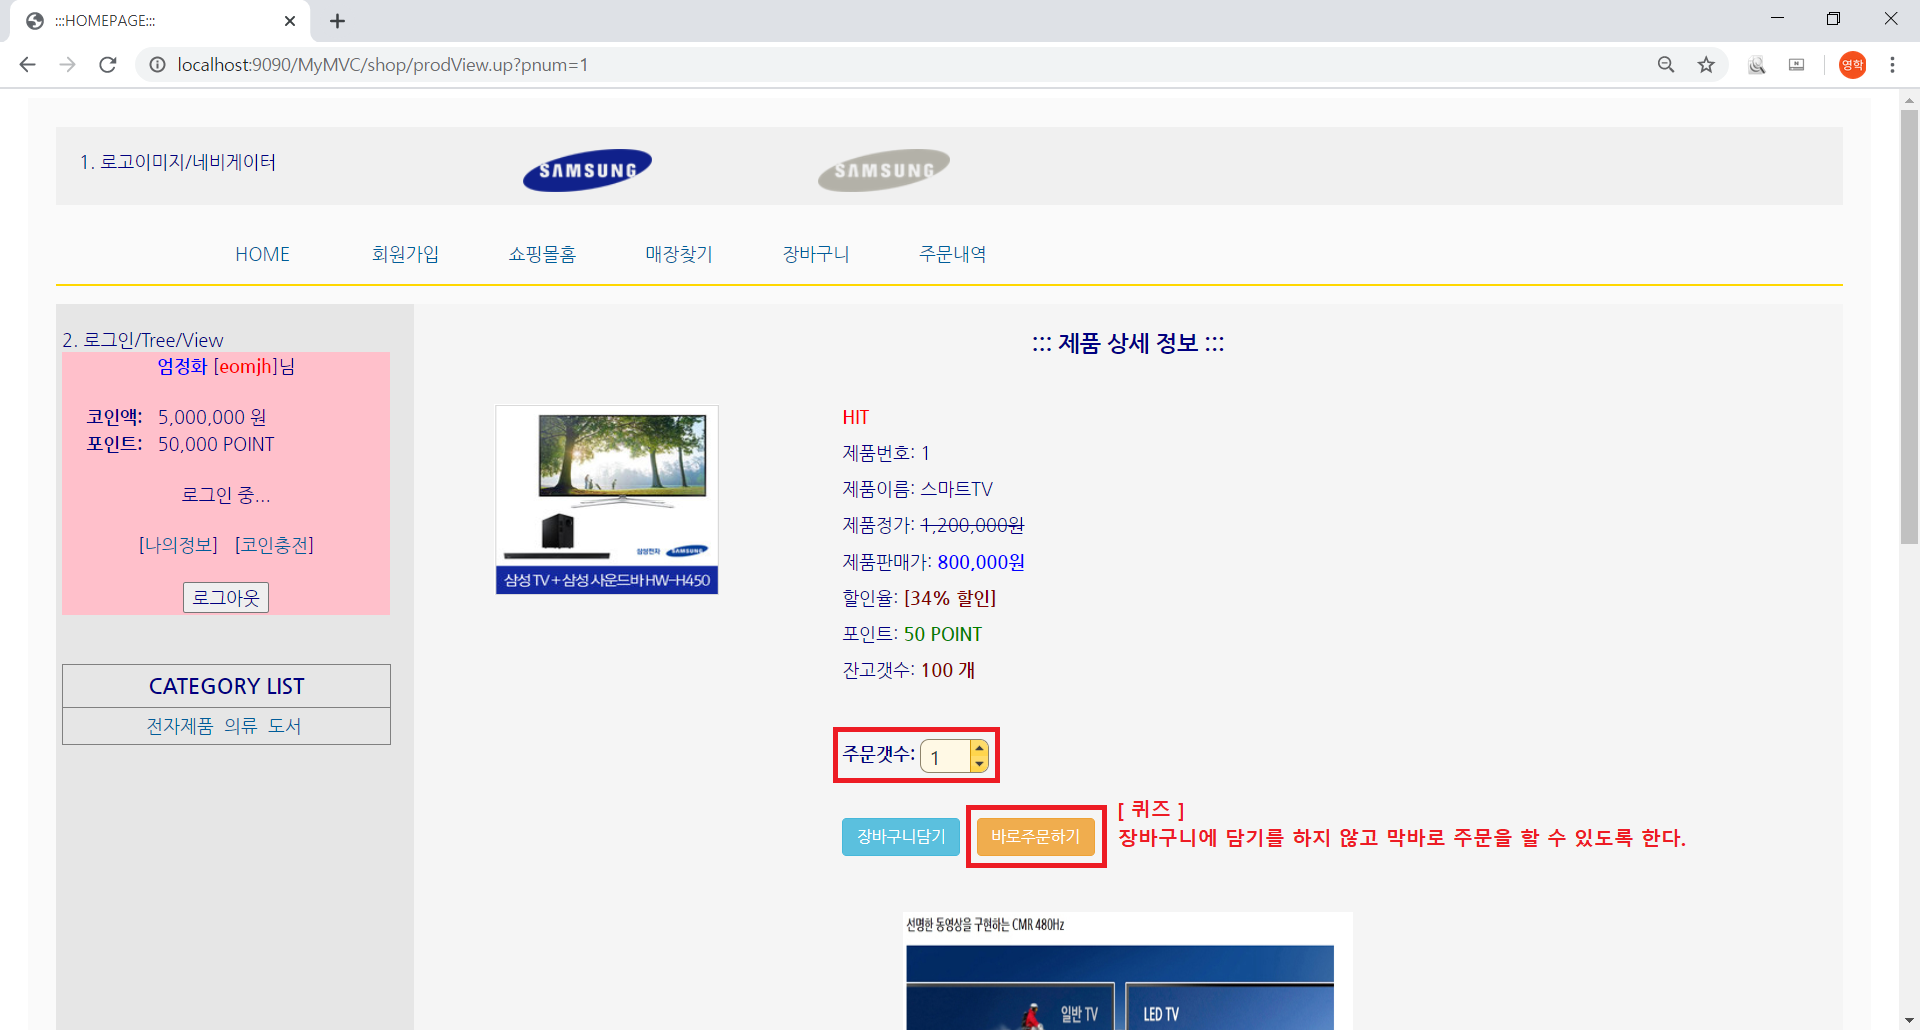 :::HOMEPAGE:::
localhost:9090/MyMVC/shop/prodView.up?pnum=1
영학
1. 로고이미지/네비게이터
SAMSUNG
SAMSUNG
HOME 회원가입 쇼핑몰홈 매장찾기 장바구니 주문내역
2. 로그인/Tree/View
엄정화 [eomjh]님
코인액: 5,000,000 원
포인트: 50,000 POINT
로그인 중...
[나의정보] [코인충전]
로그아웃
CATEGORY LIST
전자제품 의류 도서
::: 제품 상세 정보 :::
삼성전자 SAMSUNG
삼성 TV + 삼성 사운드바 HW-H450
HIT
제품번호: 1
제품이름: 스마트TV
제품정가: 1,200,000원
제품판매가: 800,000원
할인율: [34% 할인]
포인트: 50 POINT
잔고갯수: 100 개
주문갯수: 1
장바구니담기 바로주문하기
[ 퀴즈 ]
장바구니에 담기를 하지 않고 막바로 주문을 할 수 있도록 한다.
선명한 동영상을 구현하는 CMR 480Hz
일반 TV LED TV